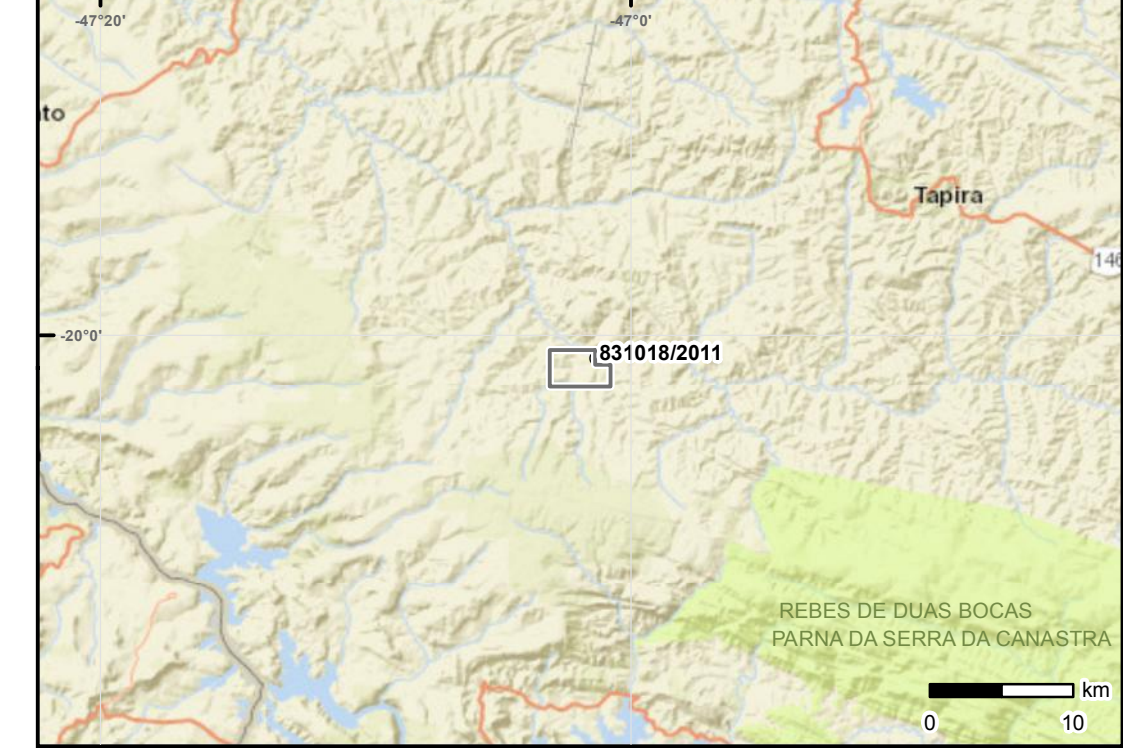 -47°20'
-47°0'
to
Tapira
146
-20°0'
831018/2011
REBES DE DUAS BOCAS
PARNA DA SERRA DA CANASTRA
km
0
10